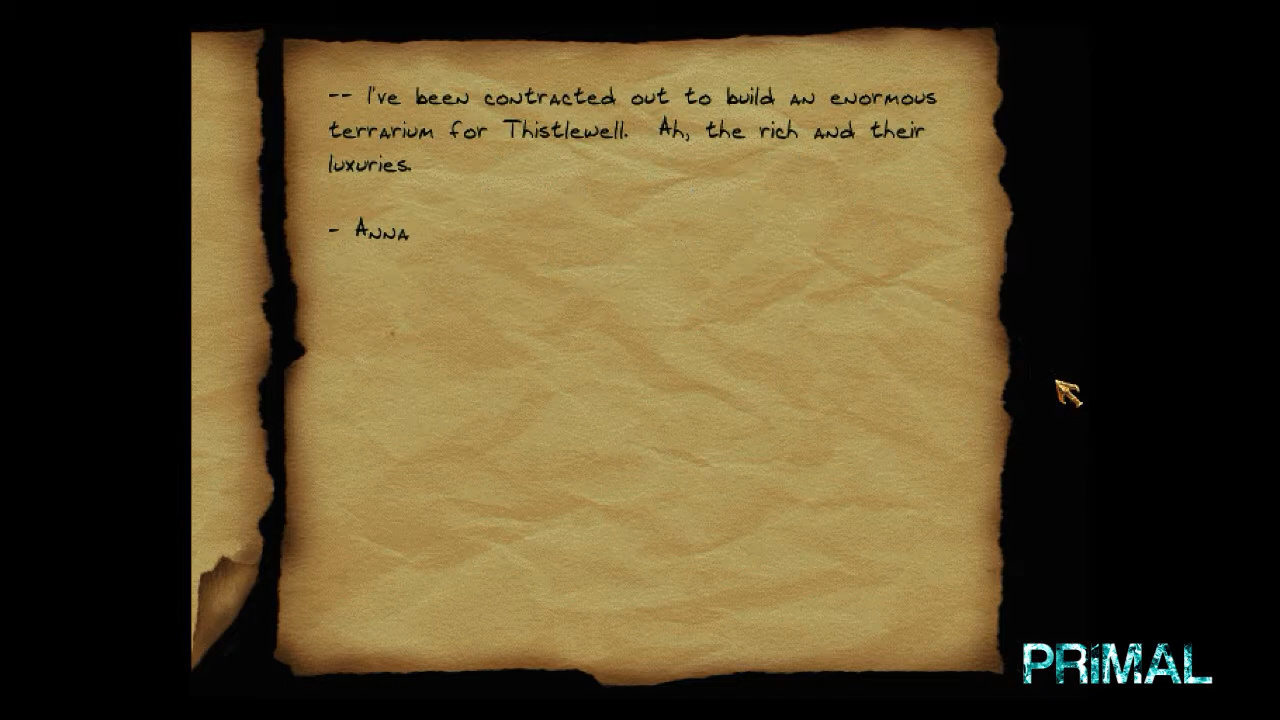 -- I've been contracted out to build an enormous
terrarium for Thistlewell.  Ah, the rich and their
luxuries.
- Anna
PRiMAL